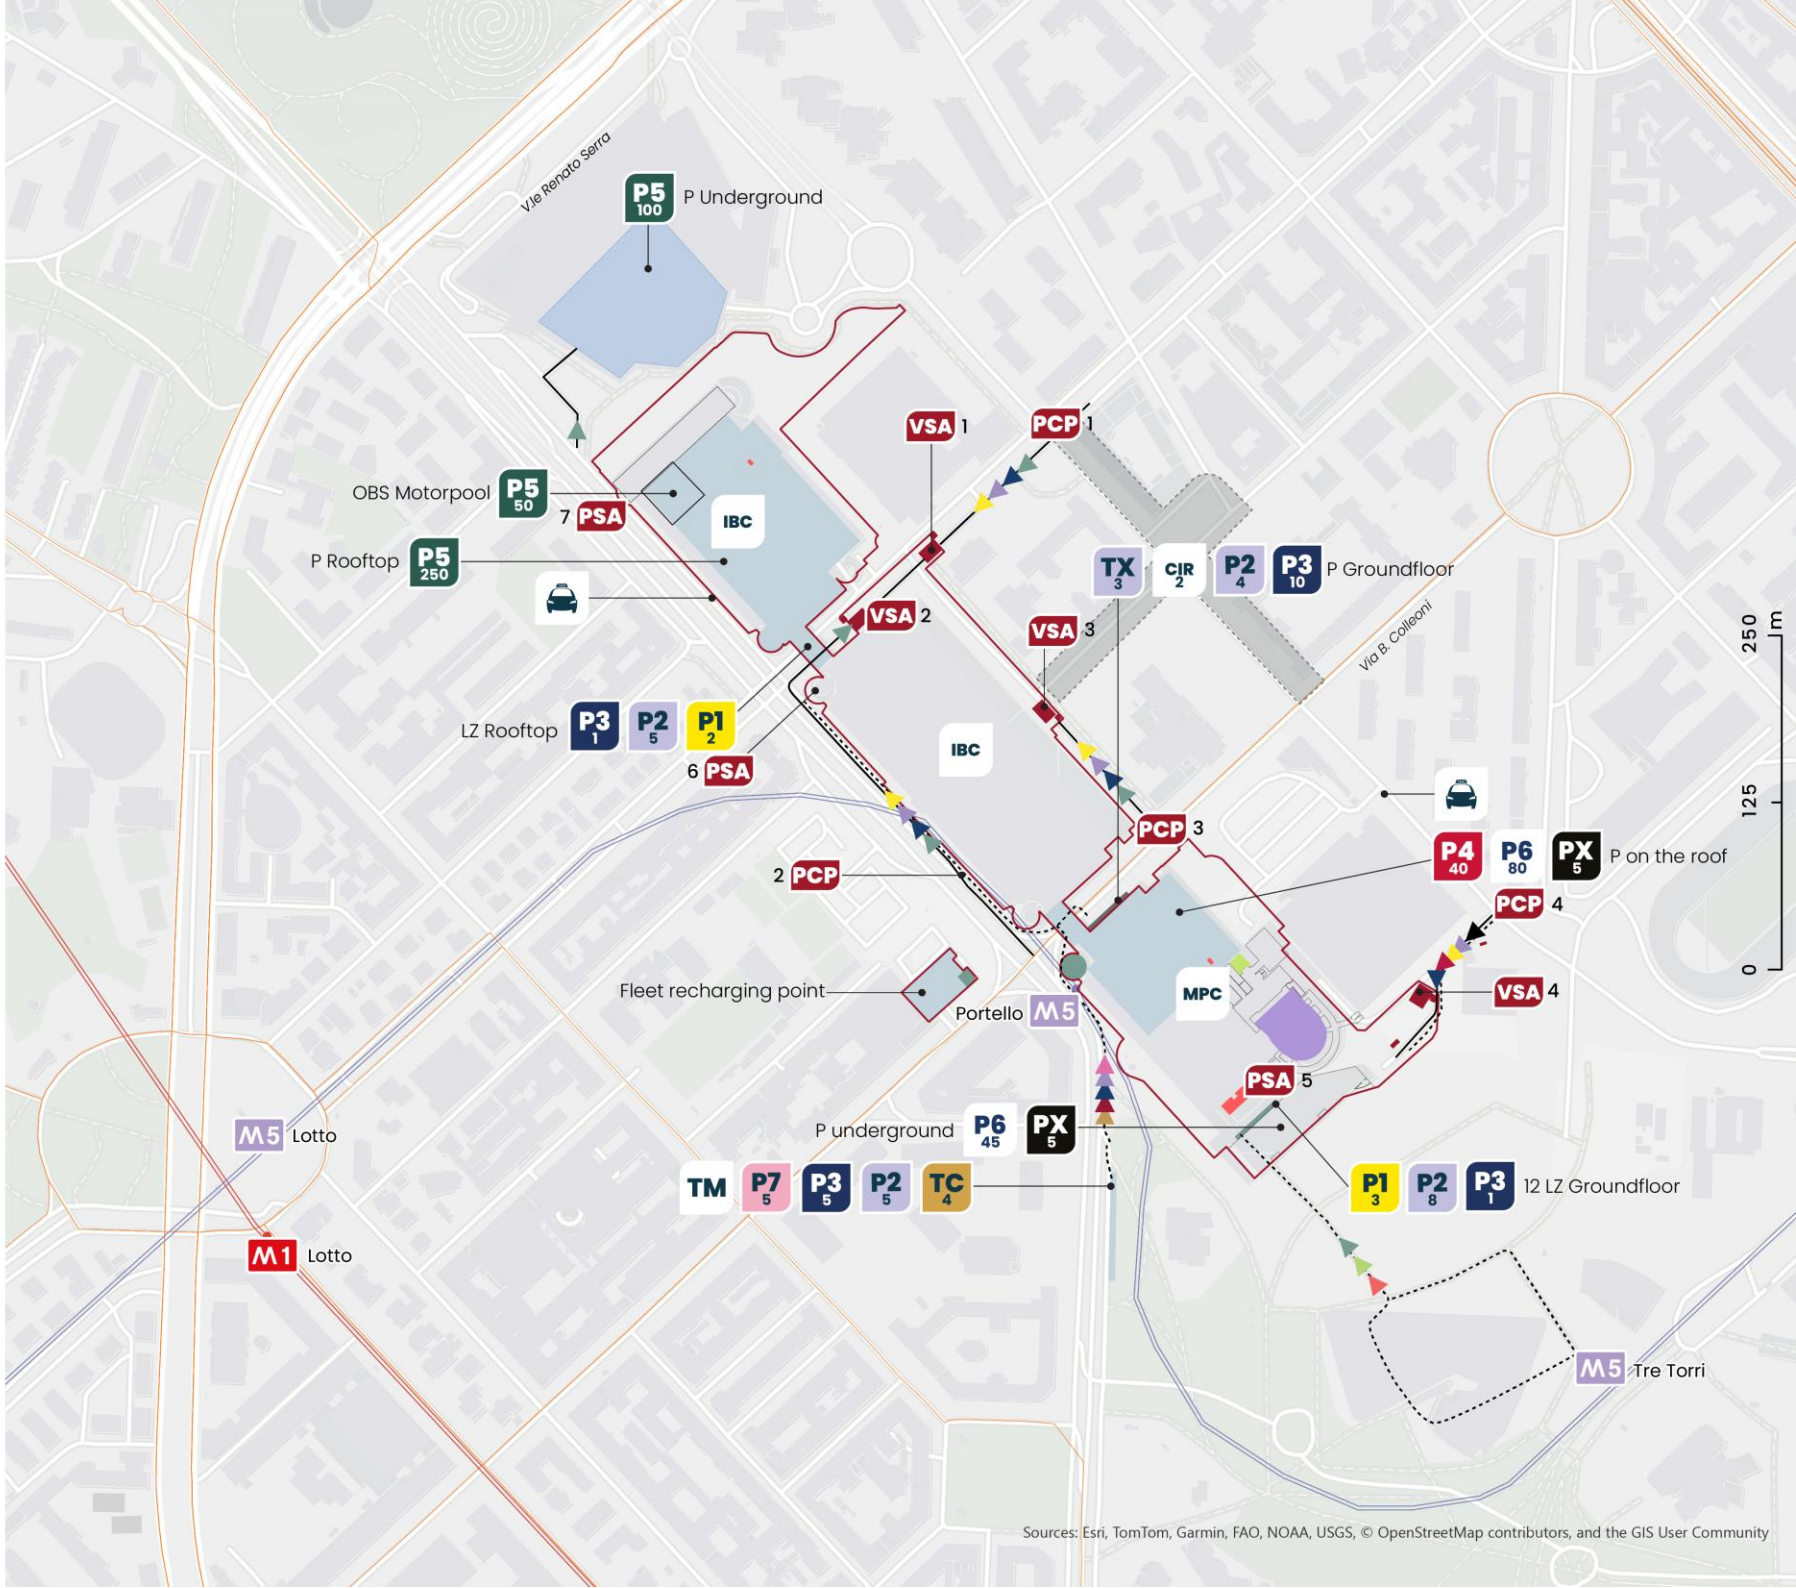 V.le Renato Serra
P5
100
P Underground
VSA 1
PCP 1
OBS Motorpool
P5
50
7 PSA
IBC
P Rooftop
P5
250
TX
3
CIR
2
P2
4
P3
10
P Groundfloor
VSA 2
VSA 3
Via B. Colleoni
250 m
125
0
LZ Rooftop
P3
1
P2
5
P1
2
6 PSA
IBC
PCP 3
P4
40
P6
80
PX
5
P on the roof
2 PCP
PCP 4
Fleet recharging point
Portello M5
MPC
VSA 4
PSA 5
P underground
P6
45
PX
5
M5 Lotto
TM
P7
5
P3
5
P2
5
TC
4
P1
3
P2
8
P3
1
12 LZ Groundfloor
M1 Lotto
M5 Tre Torri
Sources: Esri, TomTom, Garmin, FAO, NOAA, USGS, © OpenStreetMap contributors, and the GIS User Community